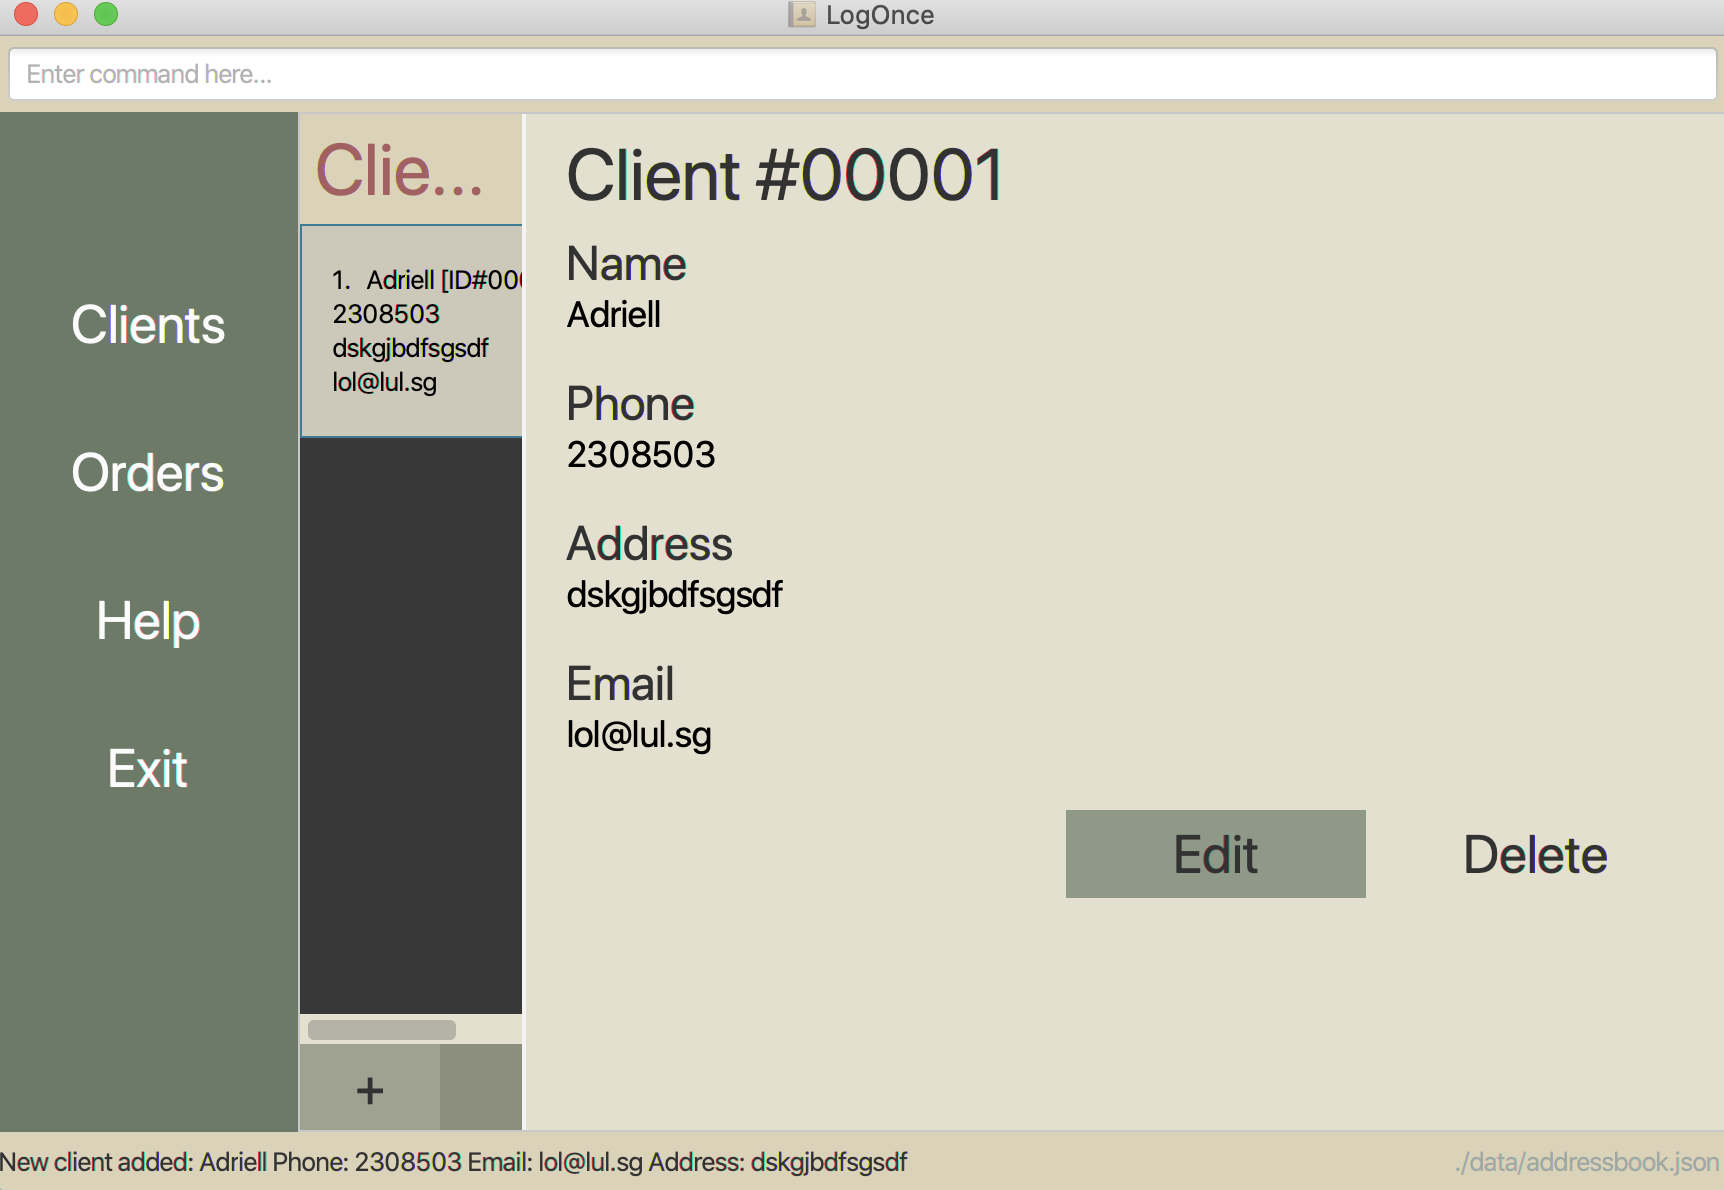 LogOnce
Enter command here...
Clients
Orders
Help
Exit
Clie...
1. Adriell [ID#00
2308503
dskgjbdfsgsdf
lol@lul.sg
+
Client #00001
Name
Adriell
Phone
2308503
Address
dskgjbdfsgsdf
Email
lol@lul.sg
Edit Delete
New client added: Adriell Phone: 2308503 Email: lol@lul.sg Address: dskgjbdfsgsdf
./data/addressbook.json